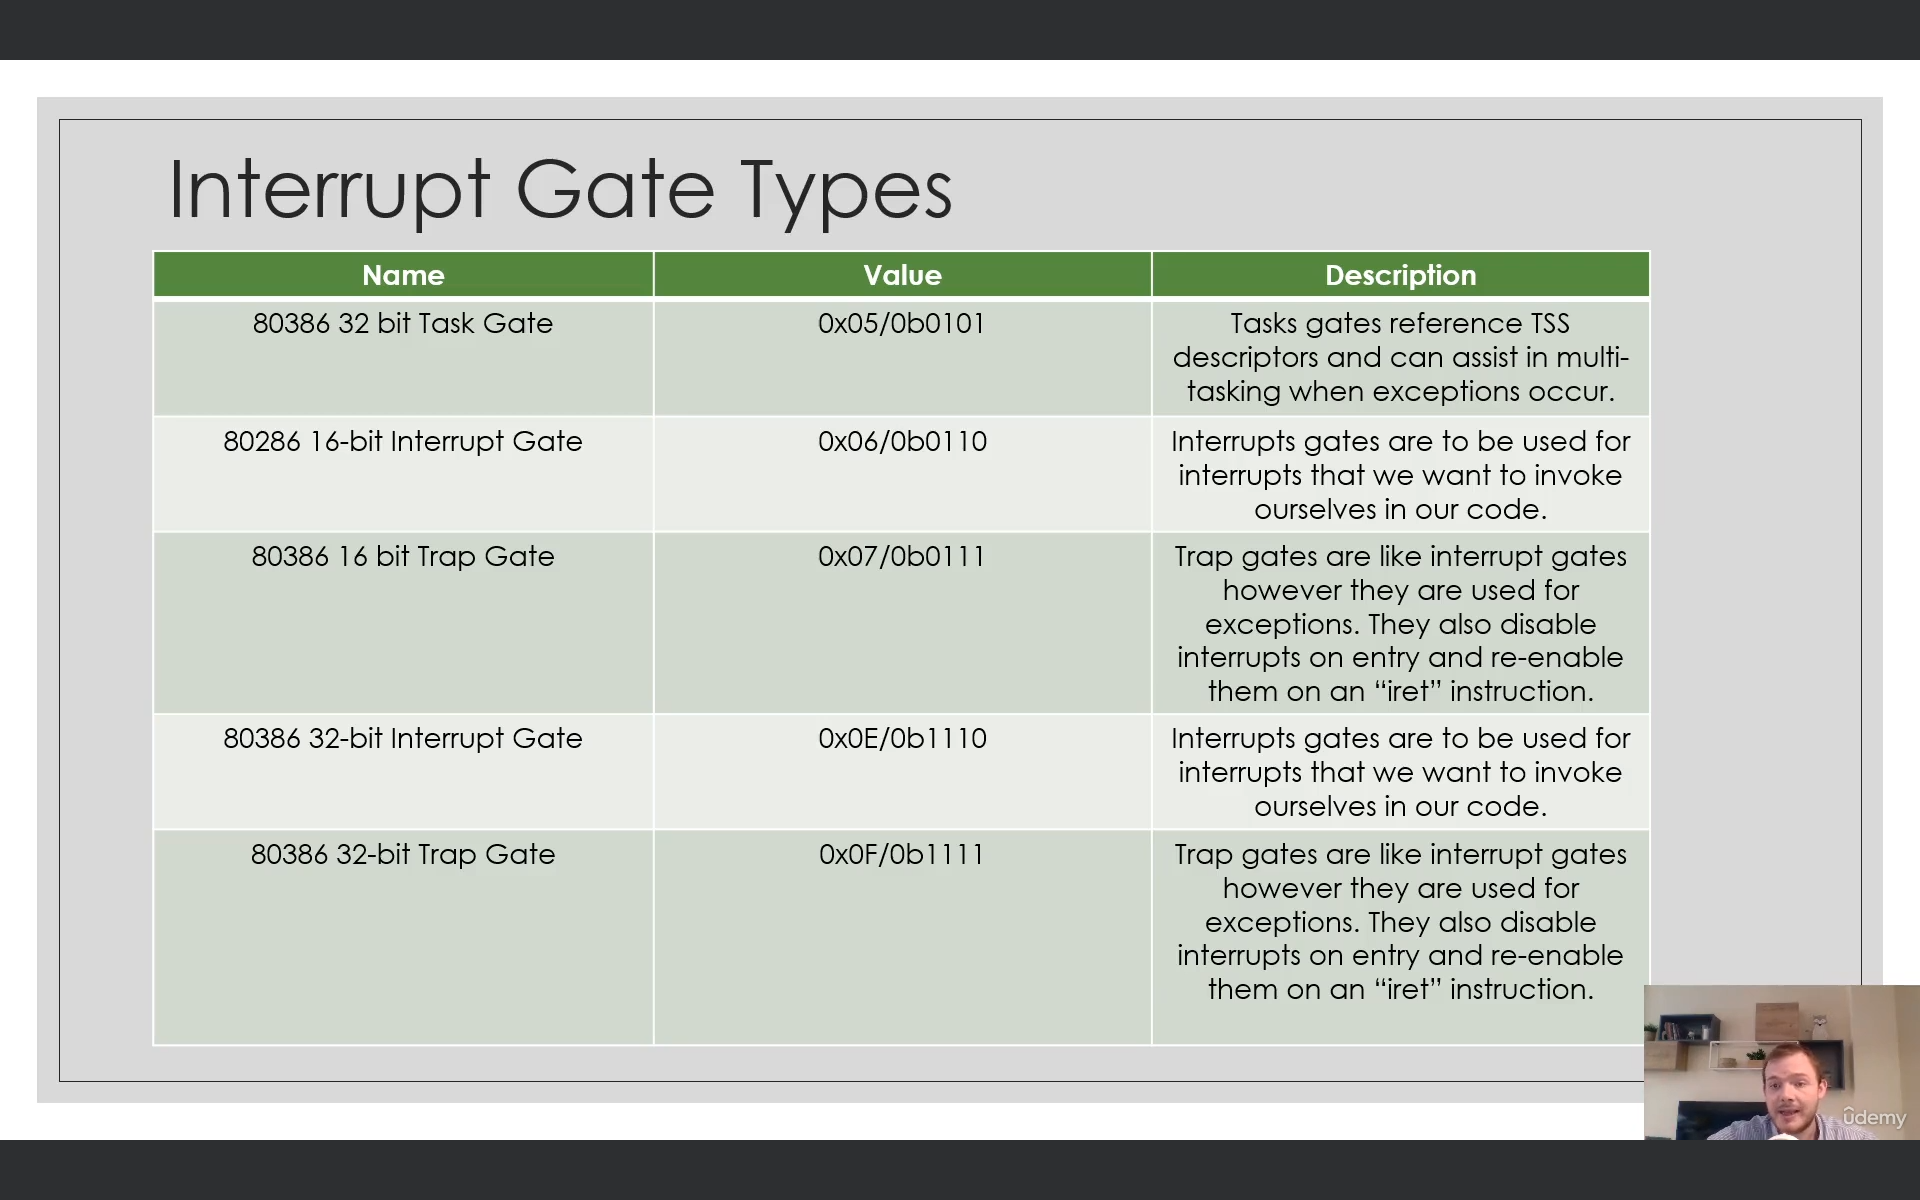 Interrupt Gate Types
Name Value Description
80386 32 bit Task Gate 0x05/0b0101 Tasks gates reference TSS
descriptors and can assist in multi-
tasking when exceptions occur.
80286 16-bit Interrupt Gate 0x06/0b0110 Interrupts gates are to be used for
interrupts that we want to invoke
ourselves in our code.
80386 16 bit Trap Gate 0x07/0b0111 Trap gates are like interrupt gates
however they are used for
exceptions. They also disable
interrupts on entry and re-enable
them on an “iret” instruction.
80386 32-bit Interrupt Gate 0x0E/0b1110 Interrupts gates are to be used for
interrupts that we want to invoke
ourselves in our code.
80386 32-bit Trap Gate 0x0F/0b1111 Trap gates are like interrupt gates
however they are used for
exceptions. They also disable
interrupts on entry and re-enable
them on an “iret” instruction.
ûdemy